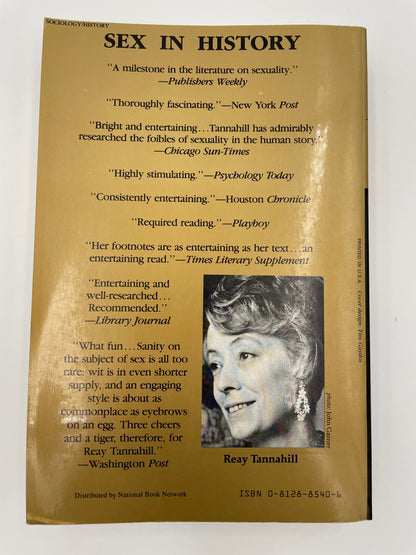 SOCIOLOGY/HISTORY
SEX IN HISTORY
"A milestone in the literature on sexuality."
—Publishers Weekly
"Thoroughly fascinating."—New York Post
"Bright and entertaining...Tannahill has admirably
researched the foibles of sexuality in the human story."
—Chicago Sun-Times
"Highly stimulating."—Psychology Today
"Consistently entertaining."—Houston Chronicle
"Required reading."—Playboy
"Her footnotes are as entertaining as her text...an
entertaining read."—Times Literary Supplement
"Entertaining and
well-researched...
Recommended."
—Library Journal
"What fun...Sanity on
the subject of sex is all too
rare, wit is in even shorter
supply, and an engaging
style is about as
commonplace as eyebrows
on an egg. Three cheers
and a tiger, therefore, for
Reay Tannahill."
—Washington Post
photo: John Garner
Reay Tannahill
Distributed by National Book Network
ISBN 0-8128-8540-6
PRINTED IN U.S.A. Cover design: Tim Gaydos